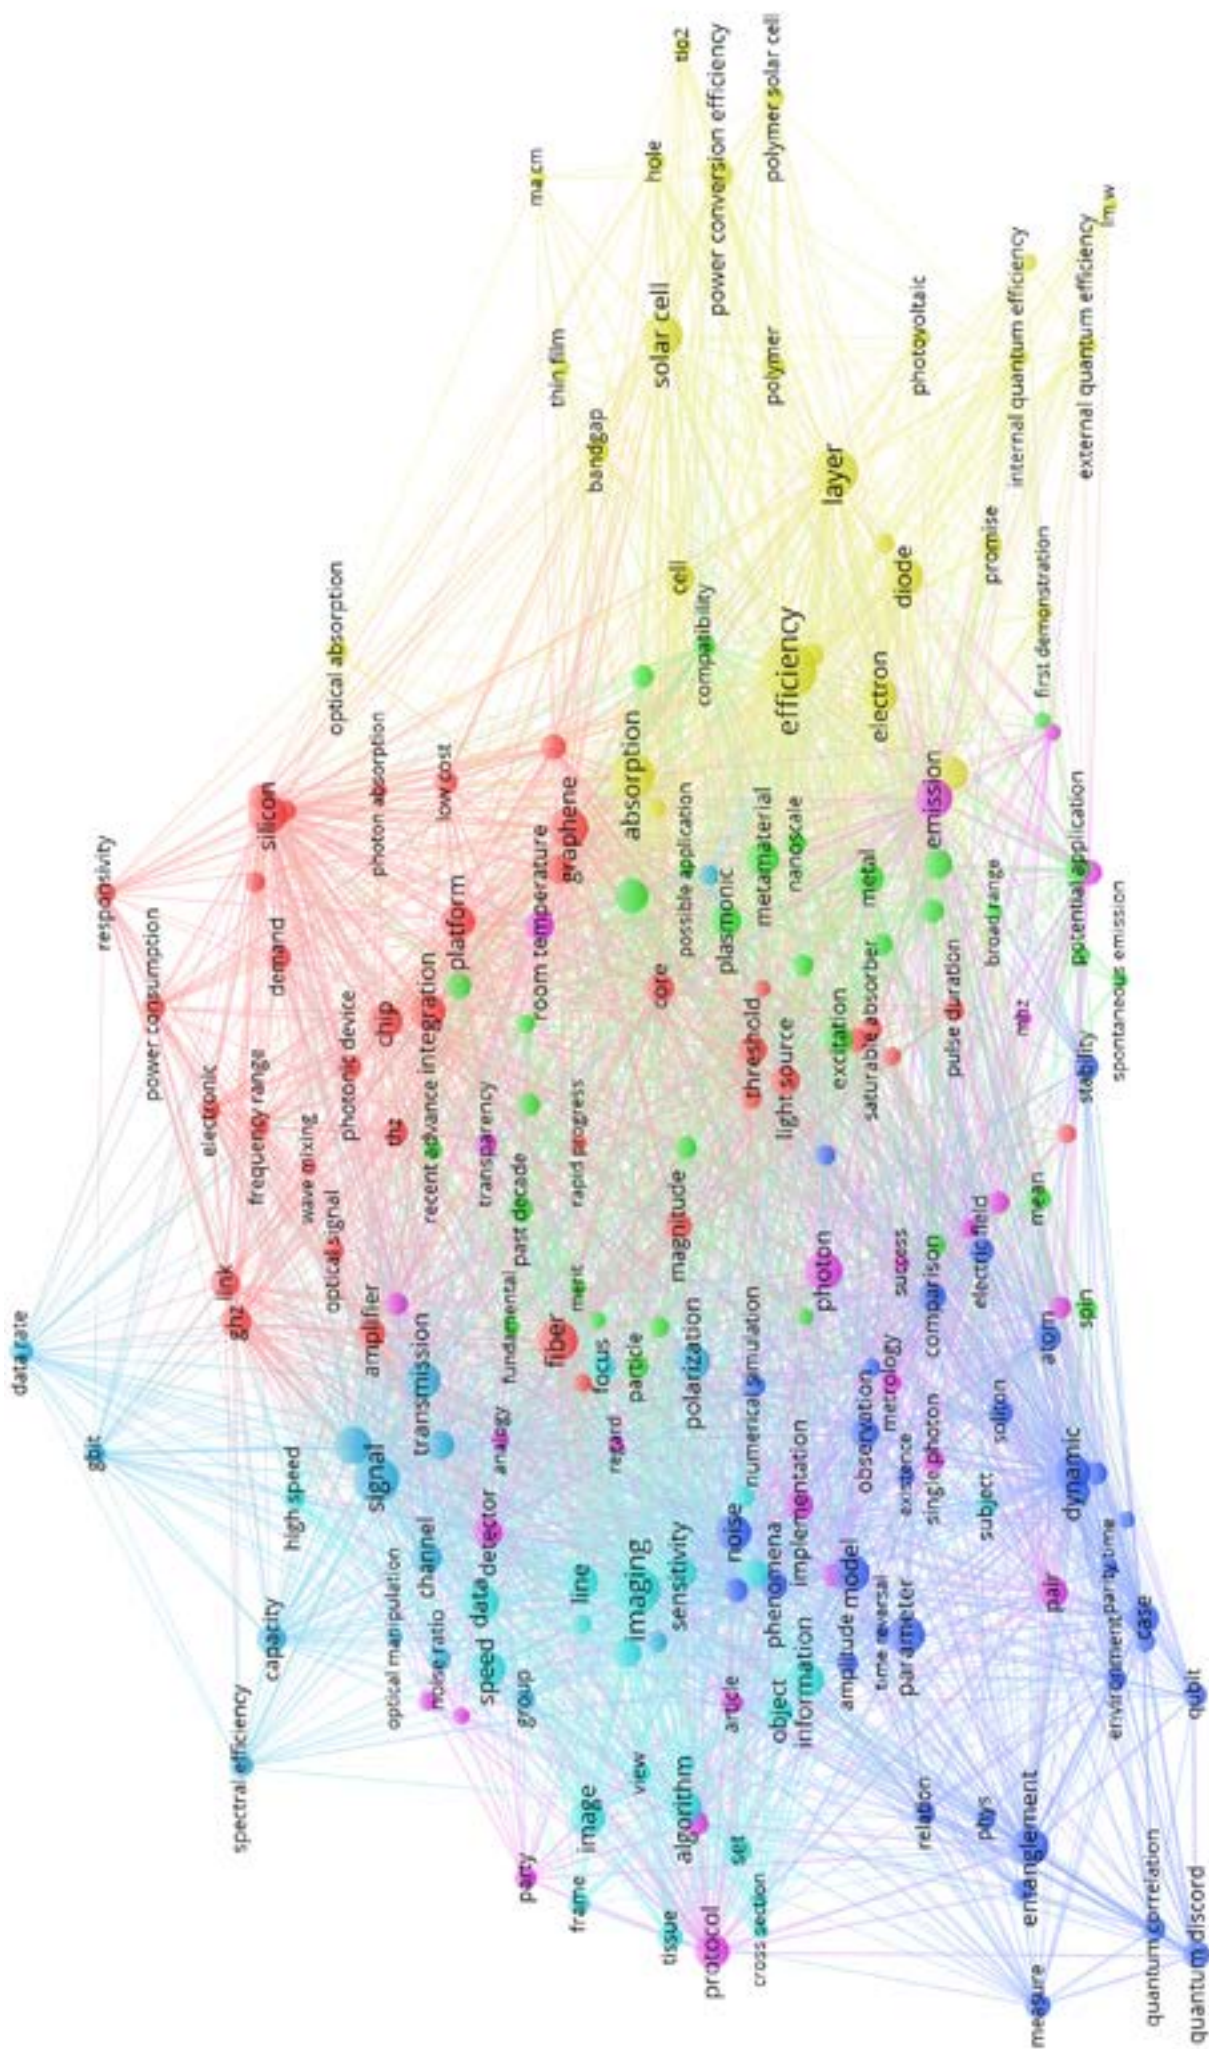 data rate
gbit
high speed
capacity
spectral efficiency
responsivity
power consumption
electronic
demand
silicon
frequency range
wave mixing
link
ghz
optical signal
amplifier
transmission
signal
channel
optical manipulation
noise ratio
optical absorption
photon absorption
low cost
photonic device
chip
thz
platform
integration
recent advance
transparency
room temperature
graphene
past decade
rapid progress
fundamental
merit
fiber
focus
particle
analogy
regard
detector
data
speed
group
line
imaging
sensitivity
view
image
frame
party
tissue
algorithm
protocol
set
cross section
article
object
information
tio2
ma cm
hole
power conversion efficiency
polymer solar cell
solar cell
thin film
bandgap
polymer
photovoltaic
internal quantum efficiency
external quantum efficiency
lm w
layer
cell
compatibility
efficiency
diode
promise
electron
first demonstration
absorption
possible application
plasmonic
metamaterial
nanoscale
metal
emission
broad range
potential application
spontaneous emission
core
threshold
light source
excitation
saturable absorber
pulse duration
mhz
stability
magnitude
polarization
photon
success
comparison
electric field
mean
spin
atom
numerical simulation
observation
metrology
existence
single photon
soliton
subject
dynamic
noise
phenomena
implementation
model
amplitude
time reversal
parameter
pair
parity time
case
environment
qubit
relation
phys
entanglement
measure
quantum correlation
quantum discord